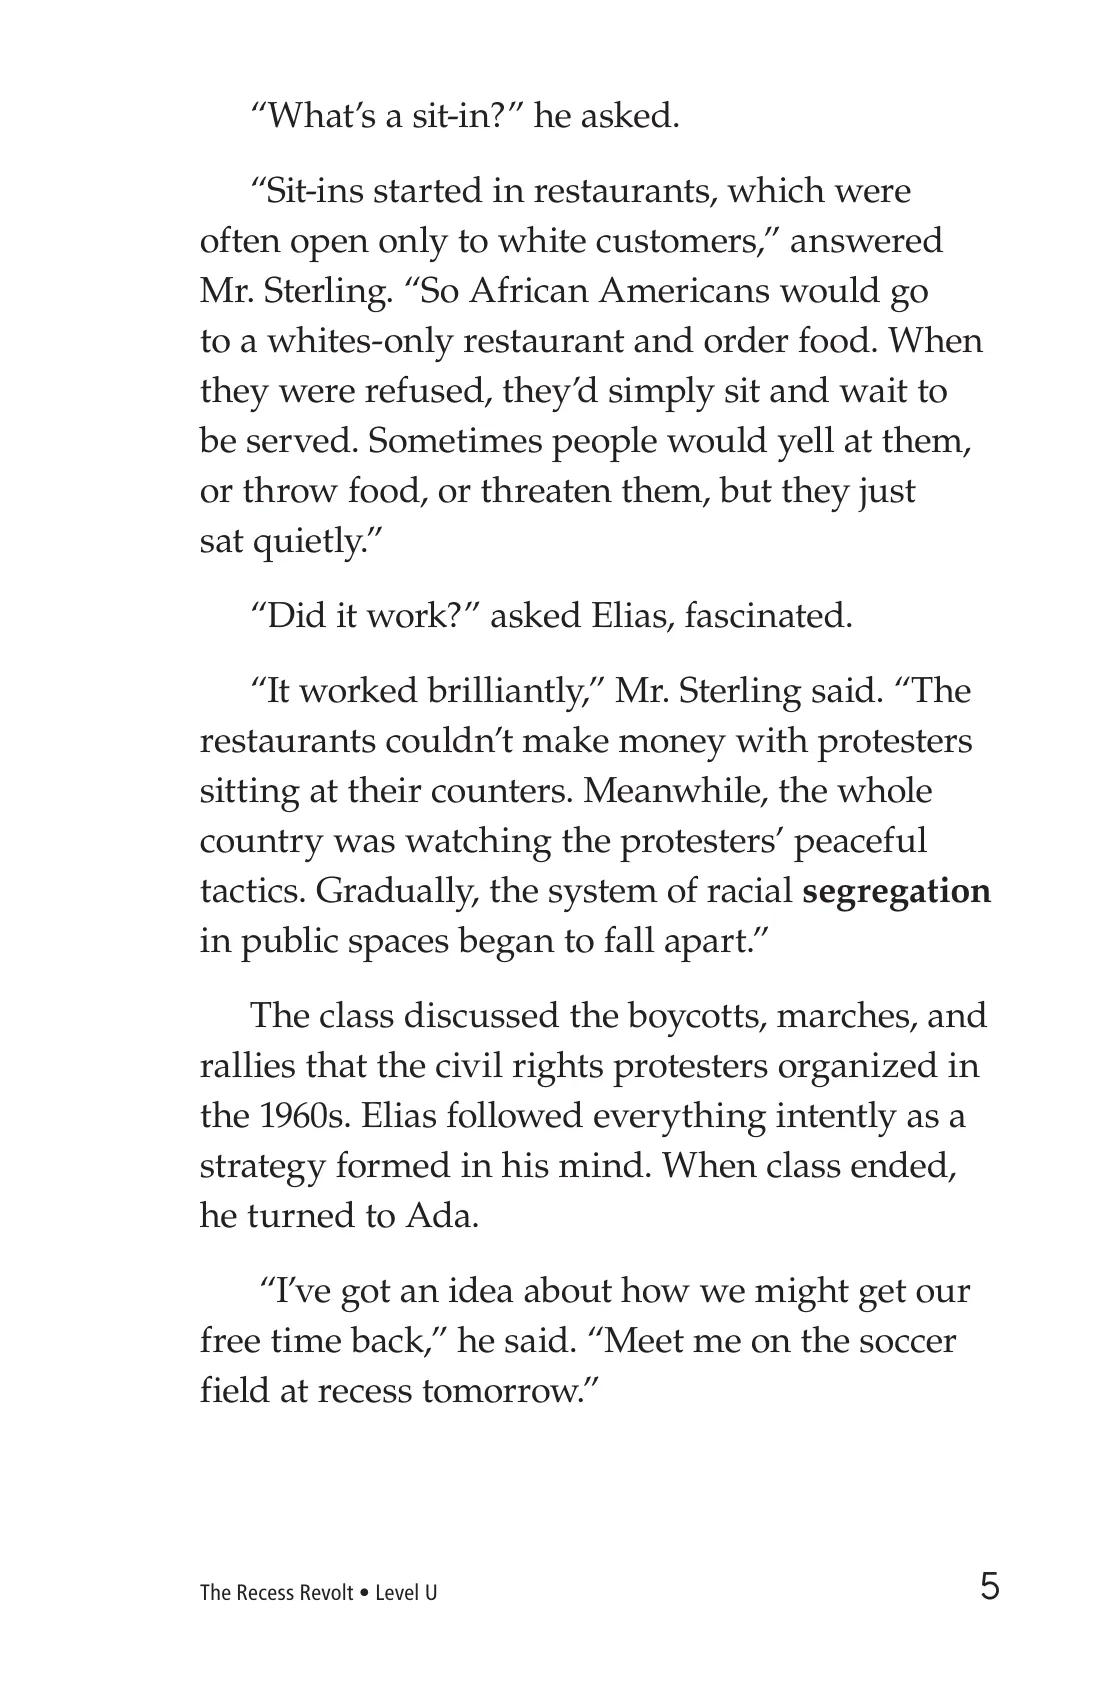 “What’s a sit-in?” he asked.
“Sit-ins started in restaurants, which were
often open only to white customers,” answered
Mr. Sterling. “So African Americans would go
to a whites-only restaurant and order food. When
they were refused, they’d simply sit and wait to
be served. Sometimes people would yell at them,
or throw food, or threaten them, but they just
sat quietly.”
“Did it work?” asked Elias, fascinated.
“It worked brilliantly,” Mr. Sterling said. “The
restaurants couldn’t make money with protesters
sitting at their counters. Meanwhile, the whole
country was watching the protesters’ peaceful
tactics. Gradually, the system of racial segregation
in public spaces began to fall apart.”
The class discussed the boycotts, marches, and
rallies that the civil rights protesters organized in
the 1960s. Elias followed everything intently as a
strategy formed in his mind. When class ended,
he turned to Ada.
“I’ve got an idea about how we might get our
free time back,” he said. “Meet me on the soccer
field at recess tomorrow.”
The Recess Revolt • Level U
5